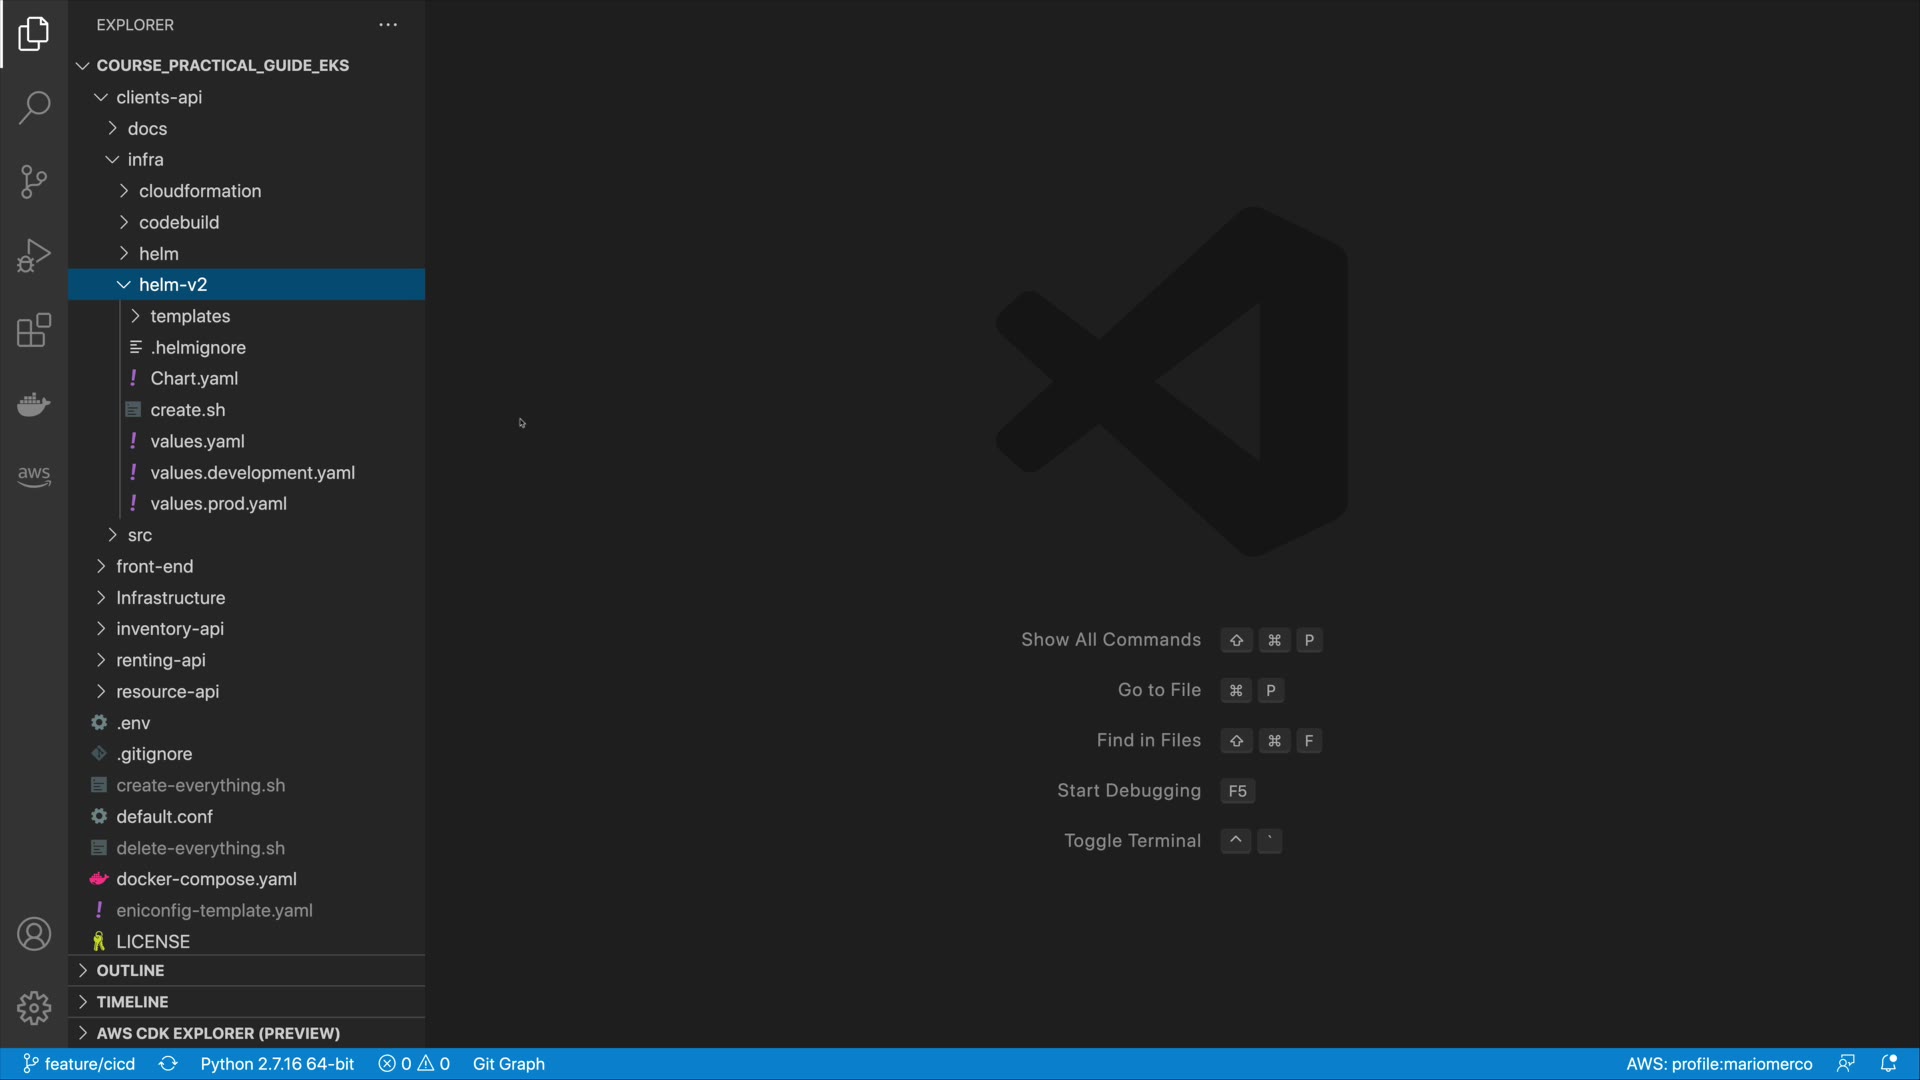 EXPLORER
COURSE_PRACTICAL_GUIDE_EKS
clients-api
docs
infra
cloudformation
codebuild
helm
helm-v2
templates
.helmignore
! Chart.yaml
create.sh
! values.yaml
! values.development.yaml
! values.prod.yaml
src
front-end
Infrastructure
inventory-api
renting-api
resource-api
.env
.gitignore
create-everything.sh
default.conf
delete-everything.sh
docker-compose.yaml
! eniconfig-template.yaml
LICENSE
OUTLINE
TIMELINE
AWS CDK EXPLORER (PREVIEW)
aws
Show All Commands ⇧ ⌘ P
Go to File ⌘ P
Find in Files ⇧ ⌘ F
Start Debugging F5
Toggle Terminal ^ `
feature/cicd Python 2.7.16 64-bit 0 0 Git Graph AWS: profile:mariomerco